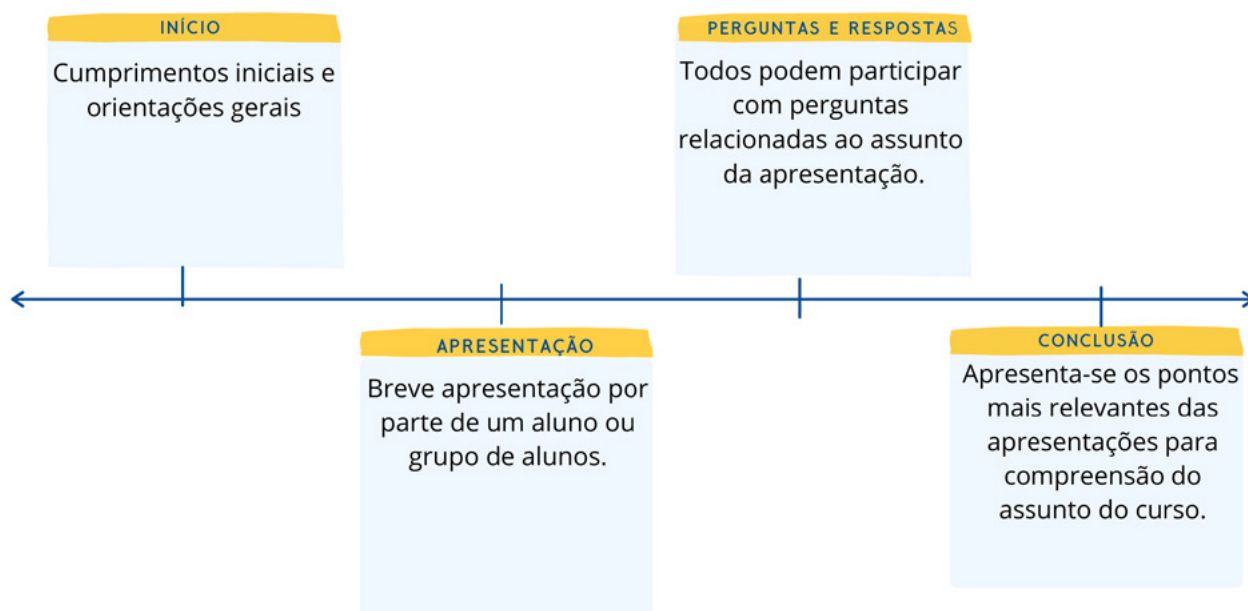 INÍCIO
Cumprimentos iniciais e
orientações gerais
APRESENTAÇÃO
Breve apresentação por
parte de um aluno ou
grupo de alunos.
PERGUNTAS E RESPOSTAS
Todos podem participar
com perguntas
relacionadas ao assunto
da apresentação.
CONCLUSÃO
Apresenta-se os pontos
mais relevantes das
apresentações para
compreensão do
assunto do curso.